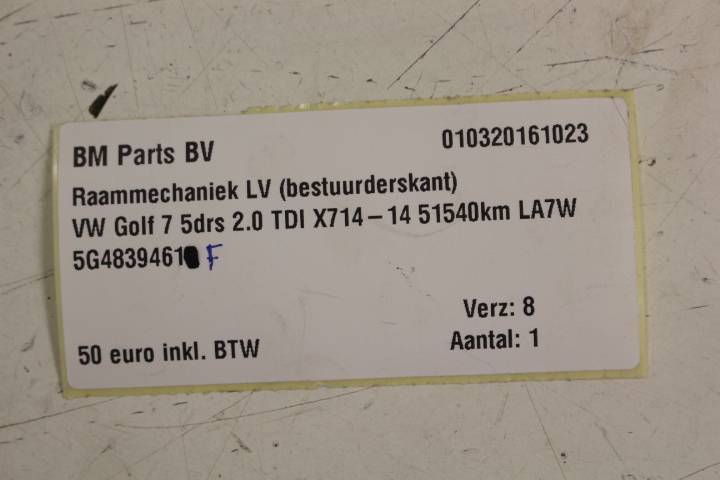 BM Parts BV
010320161023
Raammechaniek LV (bestuurderskant)
VW Golf 7 5drs 2.0 TDI X714-14 51540km LA7W
5G4839461 F
Verz: 8
50 euro inkl. BTW
Aantal: 1